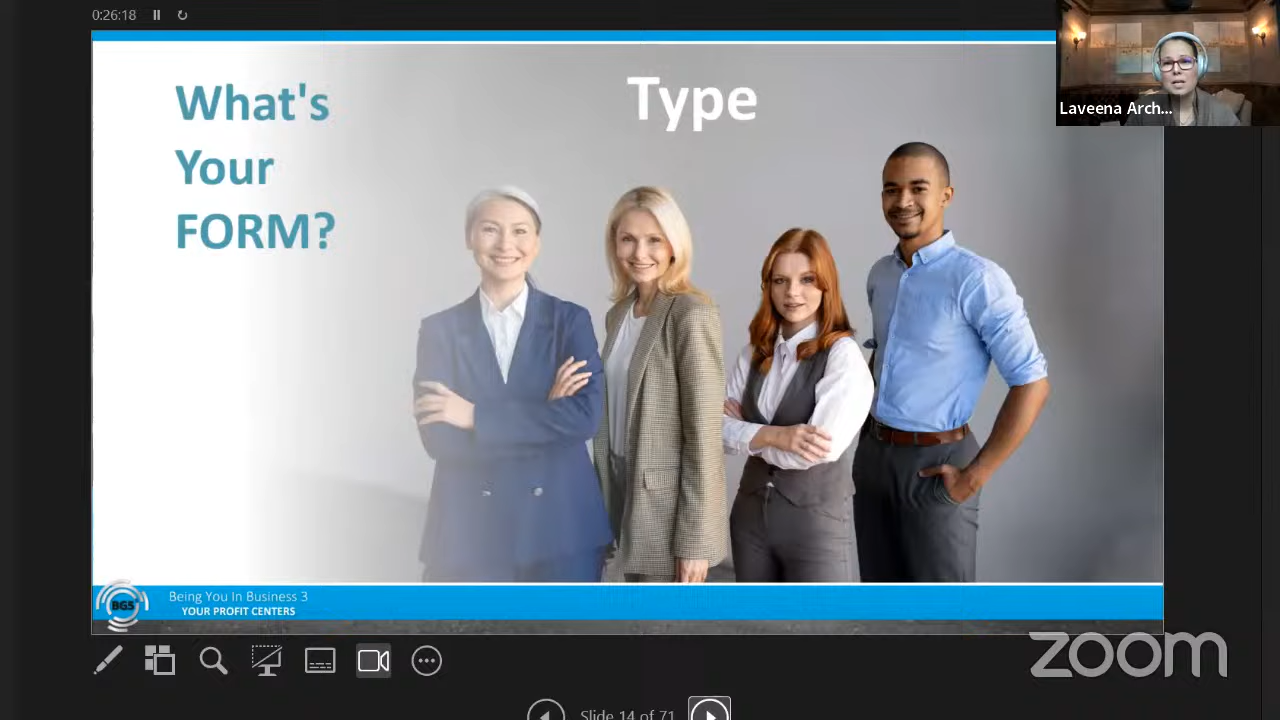 0:26:18
What's
Your
FORM?
Type
Laveena Arch...
BG5
Being You In Business 3
YOUR PROFIT CENTERS
zoom
Slide 14 of 71